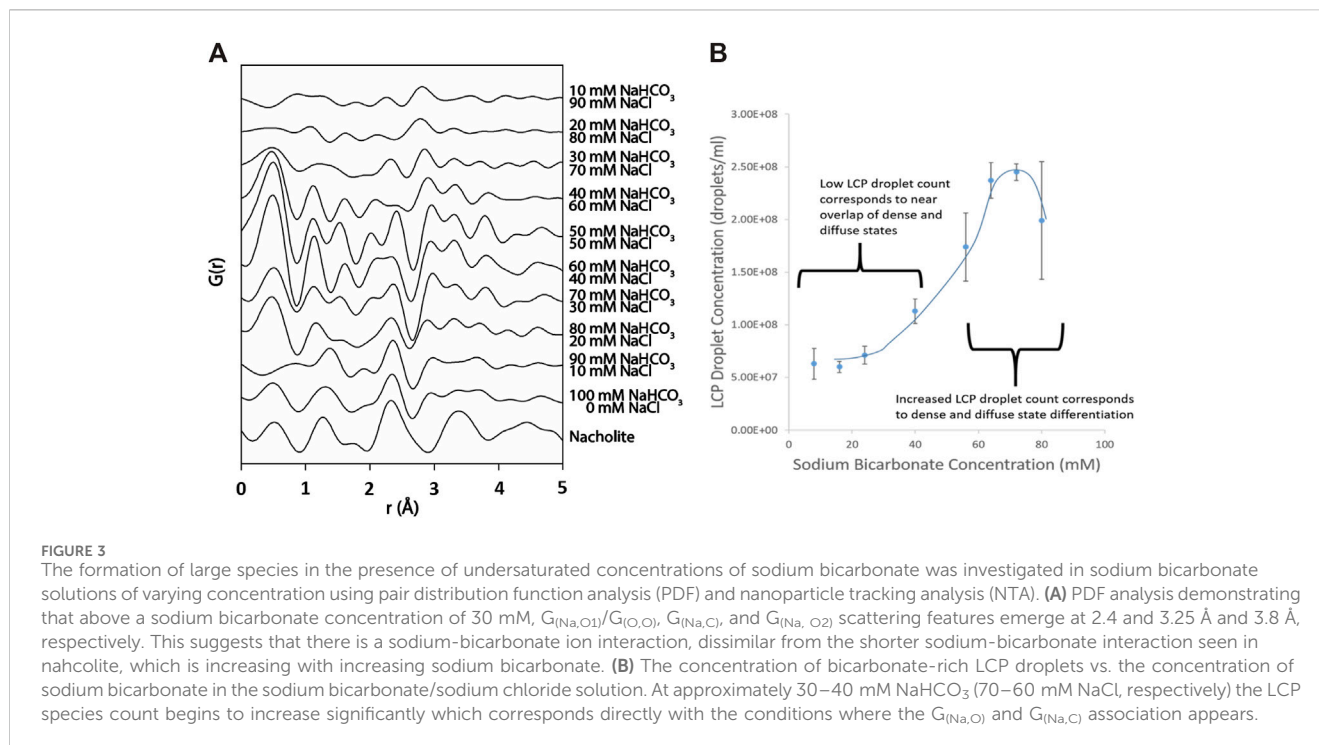 A
10 mM NaHCO3
90 mM NaCl
20 mM NaHCO3
80 mM NaCl
30 mM NaHCO3
70 mM NaCl
40 mM NaHCO3
60 mM NaCl
50 mM NaHCO3
50 mM NaCl
60 mM NaHCO3
40 mM NaCl
70 mM NaHCO3
30 mM NaCl
80 mM NaHCO3
20 mM NaCl
90 mM NaHCO3
10 mM NaCl
100 mM NaHCO3
0 mM NaCl
Nacholite
G(r)
0 1 2 3 4 5
r (Å)
B
3.00E+08
2.50E+08
2.00E+08
1.50E+08
1.00E+08
5.00E+07
0.00E+00
LCP Droplet Concentration (droplets/ml)
Low LCP droplet count
corresponds to near
overlap of dense and
diffuse states
Increased LCP droplet count corresponds
to dense and diffuse state differentiation
0 20 40 60 80 100
Sodium Bicarbonate Concentration (mM)
FIGURE 3
The formation of large species in the presence of undersaturated concentrations of sodium bicarbonate was investigated in sodium bicarbonate
solutions of varying concentration using pair distribution function analysis (PDF) and nanoparticle tracking analysis (NTA). (A) PDF analysis demonstrating
that above a sodium bicarbonate concentration of 30 mM, G(Na,O1)/G(O,O), G(Na,C), and G(Na, O2) scattering features emerge at 2.4 and 3.25 Å and 3.8 Å,
respectively. This suggests that there is a sodium-bicarbonate ion interaction, dissimilar from the shorter sodium-bicarbonate interaction seen in
nahcolite, which is increasing with increasing sodium bicarbonate. (B) The concentration of bicarbonate-rich LCP droplets vs. the concentration of
sodium bicarbonate in the sodium bicarbonate/sodium chloride solution. At approximately 30–40 mM NaHCO3 (70–60 mM NaCl, respectively) the LCP
species count begins to increase significantly which corresponds directly with the conditions where the G(Na,O) and G(Na,C) association appears.